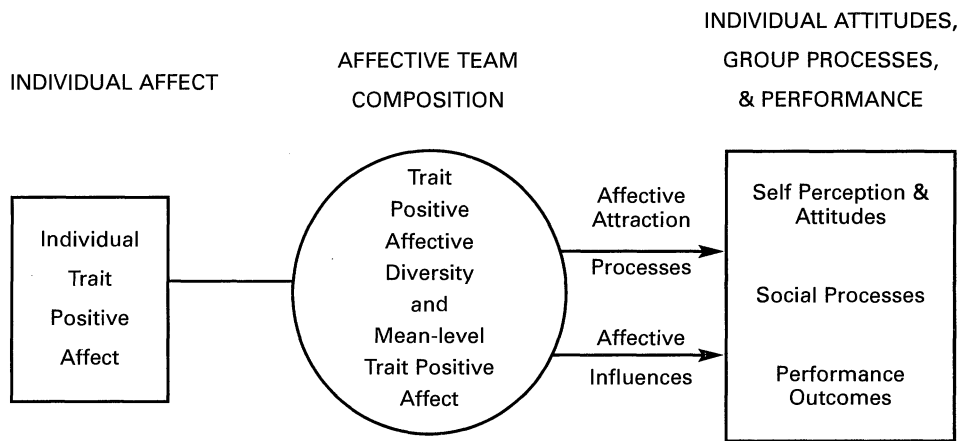 INDIVIDUAL AFFECT
AFFECTIVE TEAM
COMPOSITION
INDIVIDUAL ATTITUDES,
GROUP PROCESSES,
& PERFORMANCE
Individual
Trait
Positive
Affect
Trait
Positive
Affective
Diversity
and
Mean-level
Trait Positive
Affect
Affective
Attraction
Processes
Affective
Influences
Self Perception &
Attitudes
Social Processes
Performance
Outcomes